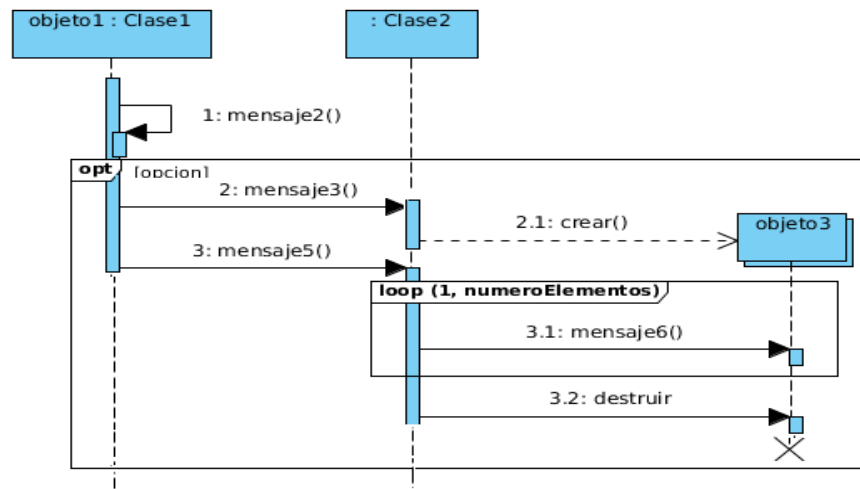 objeto1 : Clase1
: Clase2
1: mensaje2()
opt
[opcion]
2: mensaje3()
2.1: crear()
objeto3
3: mensaje5()
loop (1, numeroElementos)
3.1: mensaje6()
3.2: destruir